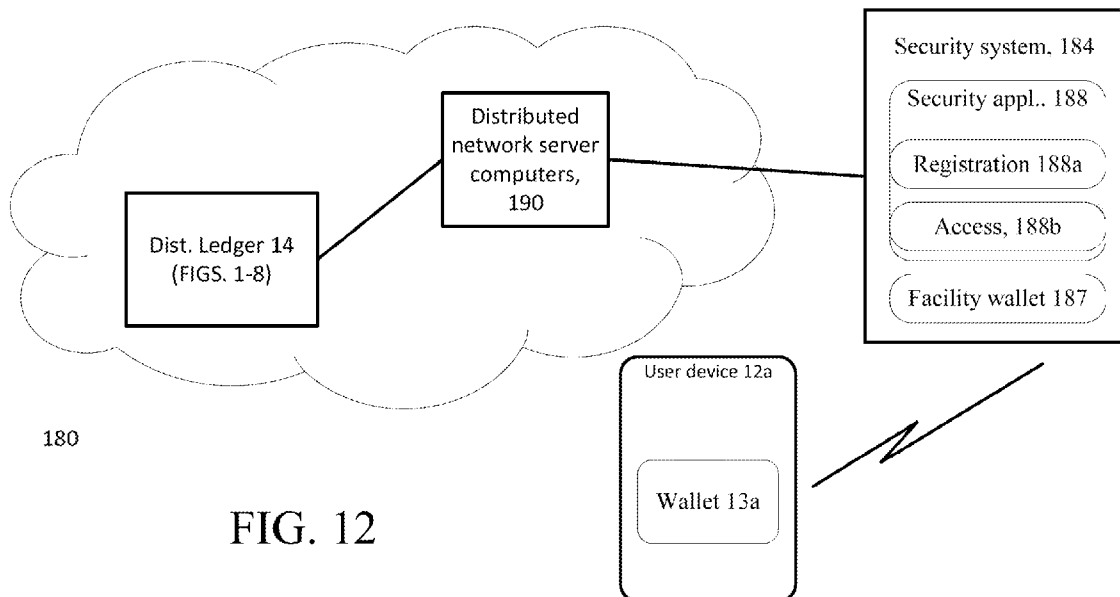 Security system, 184
Security appl.. 188
Registration 188a
Access, 188b
Facility wallet 187
Distributed
network server
computers,
190
Dist. Ledger 14
(FIGS. 1-8)
User device 12a
Wallet 13a
180
FIG. 12